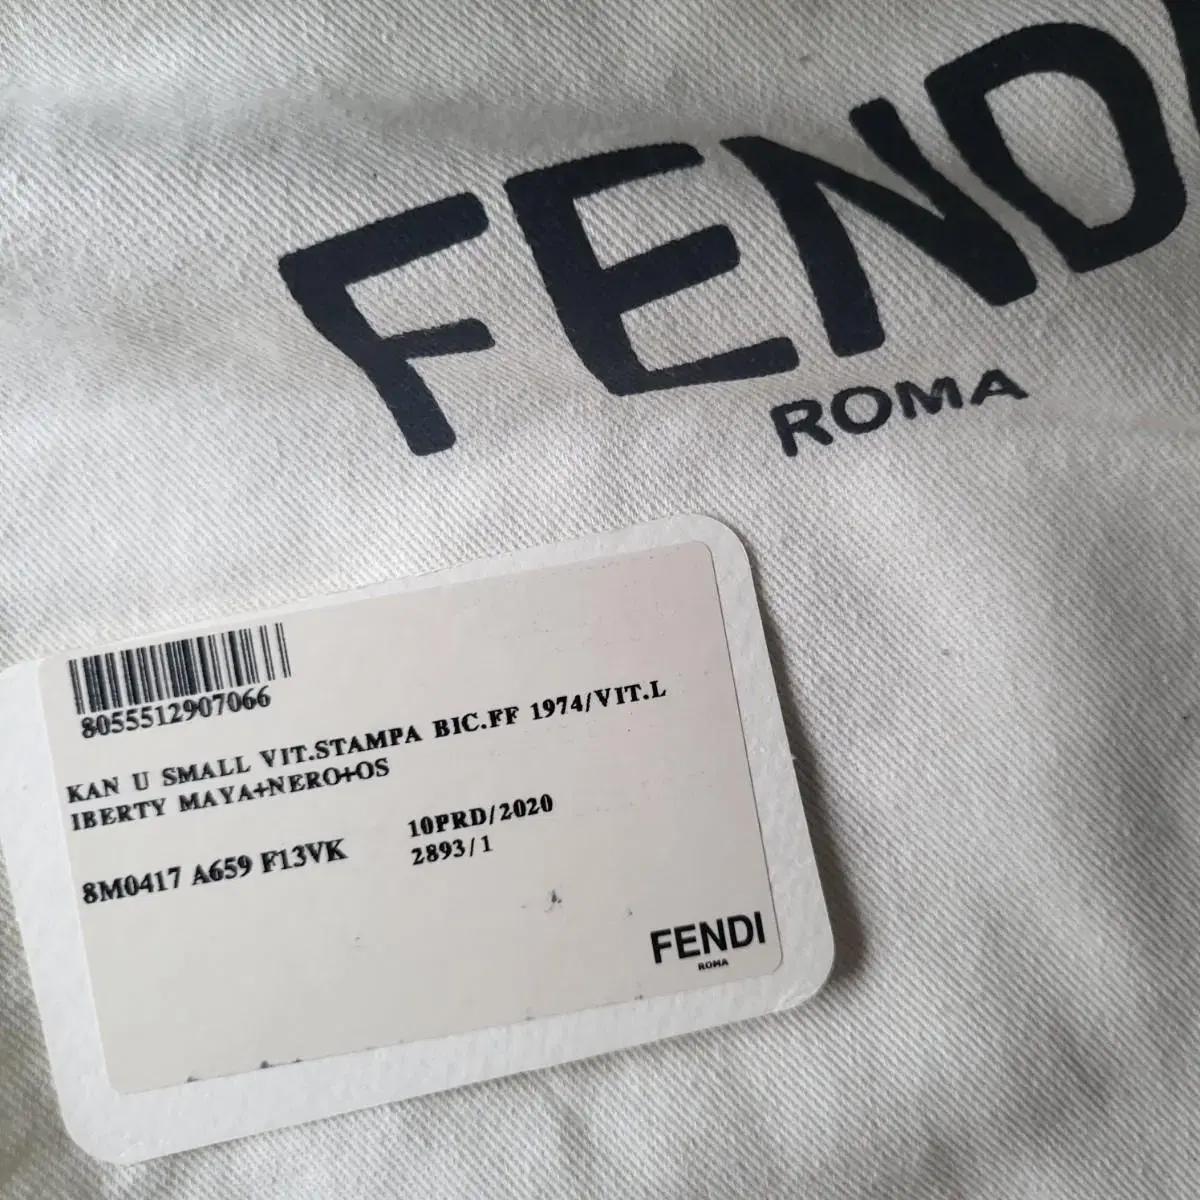 FENDI
ROMA
8055512907066
KAN U SMALL VIT.STAMPA BIC.FF 1974/VIT.L
IBERTY MAYA+NERO+OS
8M0417 A659 F13VK
10PRD/2020
2893/1
FENDI
ROMA